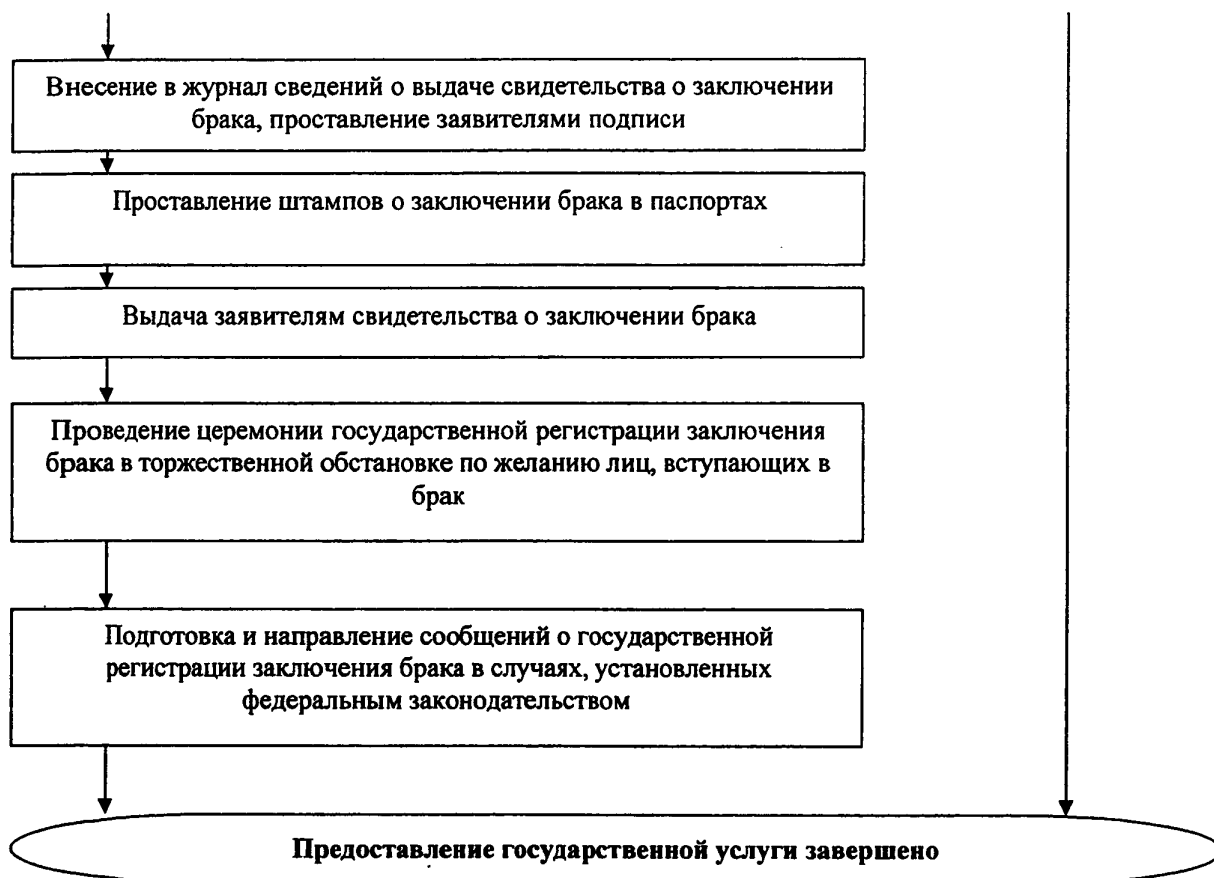 Внесение в журнал сведений о выдаче свидетельства о заключении
брака, проставление заявителями подписи
Проставление штампов о заключении брака в паспортах
Выдача заявителям свидетельства о заключении брака
Проведение церемонии государственной регистрации заключения
брака в торжественной обстановке по желанию лиц, вступающих в
брак
Подготовка и направление сообщений о государственной
регистрации заключения брака в случаях, установленных
федеральным законодательством
Предоставление государственной услуги завершено